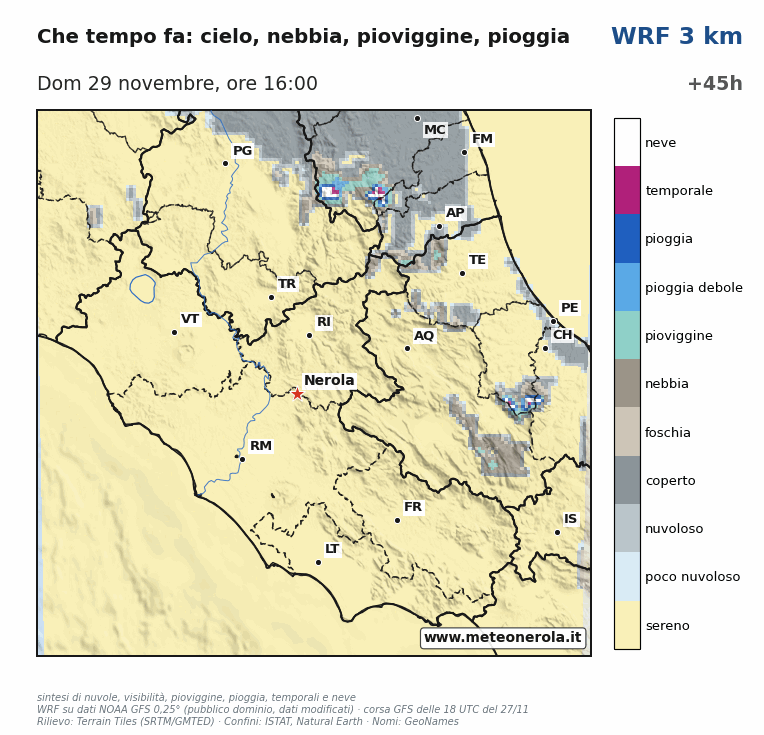 Che tempo fa: cielo, nebbia, pioviggine, pioggia
WRF 3 km
Dom 29 novembre, ore 16:00
+45h
MC
FM
PG
AP
TE
TR
PE
VT
RI
AQ
CH
Nerola
RM
FR
IS
LT
www.meteonerola.it
neve
temporale
pioggia
pioggia debole
pioviggine
nebbia
foschia
coperto
nuvoloso
poco nuvoloso
sereno
sintesi di nuvole, visibilità, pioviggine, pioggia, temporali e neve
WRF su dati NOAA GFS 0,25° (pubblico dominio, dati modificati) · corsa GFS delle 18 UTC del 27/11
Rilievo: Terrain Tiles (SRTM/GMTED) · Confini: ISTAT, Natural Earth · Nomi: GeoNames